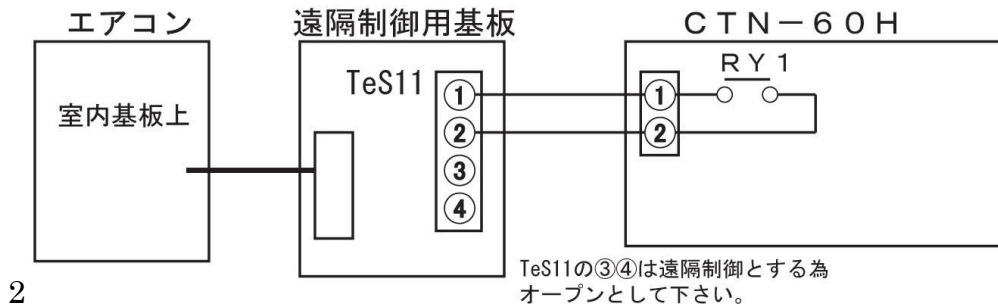 エアコン
遠隔制御用基板
CTN-60H
室内基板上
TeS11
①
②
③
④
①
②
RY1
TeS11の③④は遠隔制御とする為
オープンとして下さい。
2